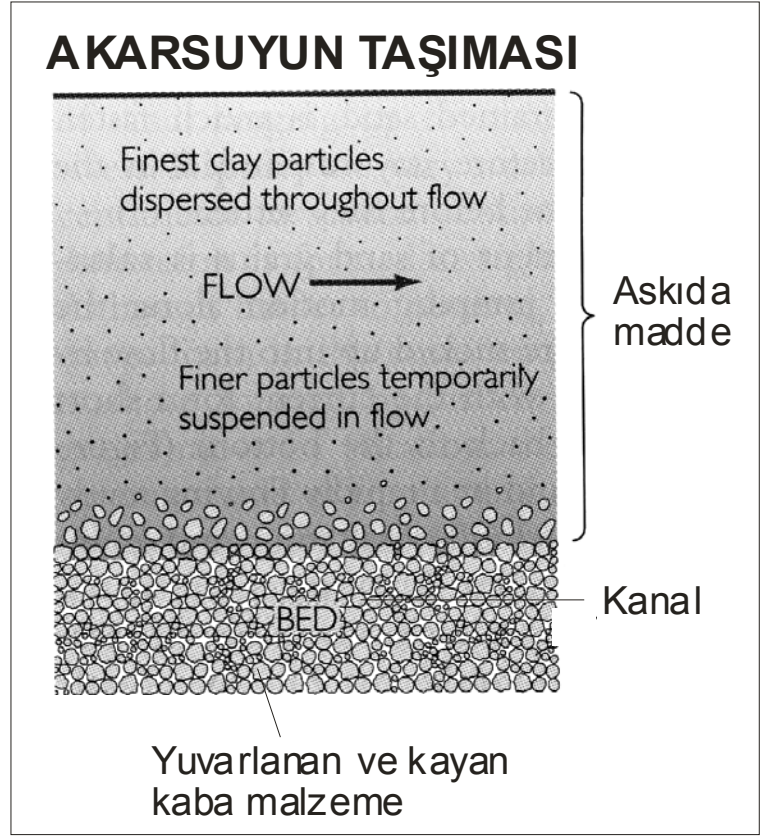 AKARSUYUN TAŞIMASI
Finest clay particles
dispersed throughout flow
FLOW
Finer particles temporarily
suspended in flow
Askıda
madde
Kanal
BED
Yuvarlanan ve kayan
kaba malzeme